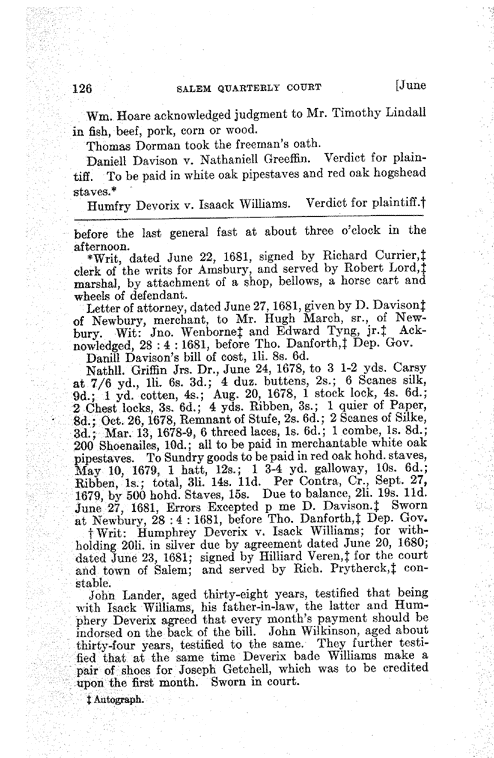 126 SALEM QUARTERLY COURT [June
Wm. Hoare acknowledged judgment to Mr. Timothy Lindall
in fish, beef, pork, corn or wood.
Thomas Dorman took the freeman's oath.
Daniell Davison v. Nathaniell Greeffin. Verdict for plain-
tiff. To be paid in white oak pipestaves and red oak hogshead
staves.*
Humfry Devorix v. Isaack Williams. Verdict for plaintiff.†
before the last general fast at about three o'clock in the
afternoon.
*Writ, dated June 22, 1681, signed by Richard Currier,‡
clerk of the writs for Amsbury, and served by Robert Lord,‡
marshal, by attachment of a shop, bellows, a horse cart and
wheels of defendant.
Letter of attorney, dated June 27, 1681, given by D. Davison‡
of Newbury, merchant, to Mr. Hugh March, sr., of New-
bury. Wit: Jno. Wenborne‡ and Edward Tyng, jr.‡ Ack-
nowledged, 28 : 4 : 1681, before Tho. Danforth,‡ Dep. Gov.
Danill Davison's bill of cost, 1li. 8s. 6d.
Nathll. Griffin Jrs. Dr., June 24, 1678, to 3 1-2 yds. Carsy
at 7/6 yd., 1li. 6s. 3d.; 4 duz. buttens, 2s.; 6 Scanes silk,
9d.; 1 yd. cotten, 4s.; Aug. 20, 1678, 1 stock lock, 4s. 6d.;
2 Chest locks, 3s. 6d.; 4 yds. Ribben, 3s.; 1 quier of Paper,
8d.; Oct. 26, 1678, Remnant of Stufe, 2s. 6d.; 2 Scanes of Silke,
3d.; Mar. 13, 1678-9, 6 threed laces, 1s. 6d.; 1 combe, 1s. 8d.;
200 Shoenailes, 10d.; all to be paid in merchantable white oak
pipestaves. To Sundry goods to be paid in red oak hohd. staves,
May 10, 1679, 1 hatt, 12s.; 1 3-4 yd. galloway, 10s. 6d.;
Ribben, 1s.; total, 3li. 14s. 11d. Per Contra, Cr., Sept. 27,
1679, by 500 hohd. Staves, 15s. Due to balance, 2li. 19s. 11d.
June 27, 1681, Errors Excepted p me D. Davison.‡ Sworn
at Newbury, 28 : 4 : 1681, before Tho. Danforth,‡ Dep. Gov.
†Writ: Humphrey Deverix v. Isack Williams; for with-
holding 20li. in silver due by agreement dated June 20, 1680;
dated June 23, 1681; signed by Hilliard Veren,‡ for the court
and town of Salem; and served by Rich. Prytherck,‡ con-
stable.
John Lander, aged thirty-eight years, testified that being
with Isack Williams, his father-in-law, the latter and Hum-
phery Deverix agreed that every month's payment should be
indorsed on the back of the bill. John Wilkinson, aged about
thirty-four years, testified to the same. They further testi-
fied that at the same time Deverix bade Williams make a
pair of shoes for Joseph Getchell, which was to be credited
upon the first month. Sworn in court.
‡ Autograph.